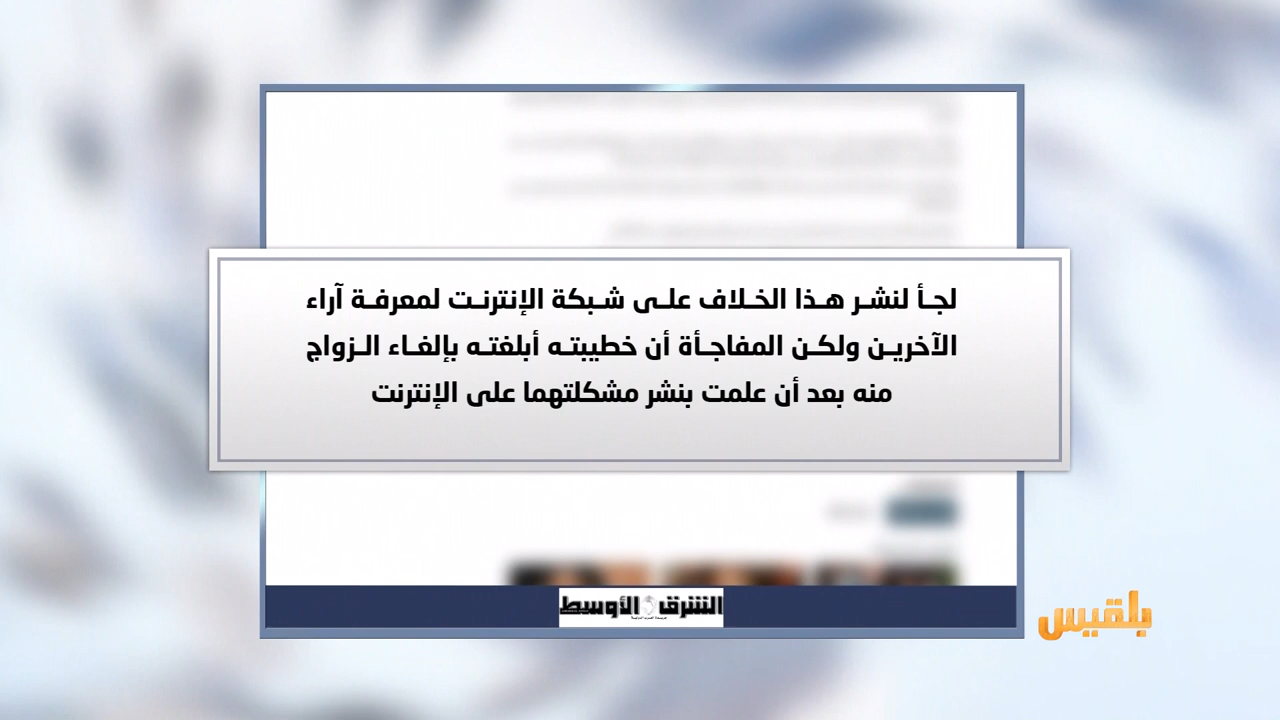 لجأ لنشر هذا الخلاف على شبكة الإنترنت لمعرفة آراء
الآخرين ولكن المفاجأة أن خطيبته أبلغته بإلغاء الزواج
منه بعد أن علمت بنشر مشكلتهما على الإنترنت
الشرق الأوسط
بلقيس